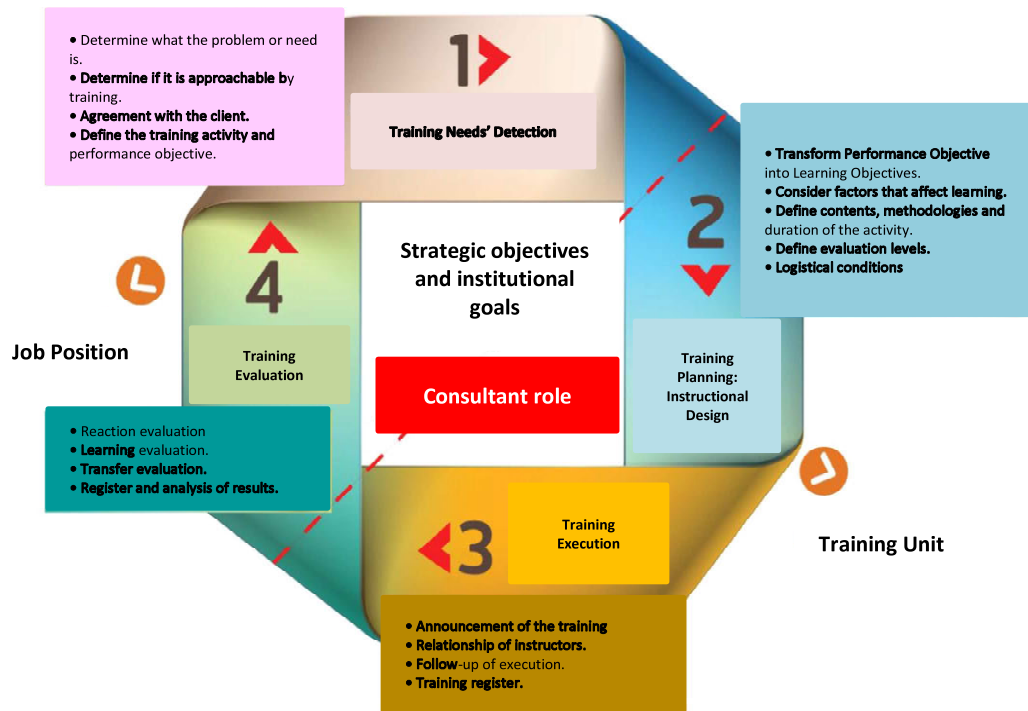 • Determine what the problem or need
is.
• Determine if it is approachable by
training.
• Agreement with the client.
• Define the training activity and
performance objective.
1
Training Needs' Detection
• Transform Performance Objective
into Learning Objectives.
• Consider factors that affect learning.
• Define contents, methodologies and
duration of the activity.
• Define evaluation levels.
• Logistical conditions
2
Training
Planning:
Instructional
Design
Strategic objectives
and institutional
goals
Consultant role
4
Training
Evaluation
Job Position
• Reaction evaluation
• Learning evaluation.
• Transfer evaluation.
• Register and analysis of results.
3
Training
Execution
Training Unit
• Announcement of the training
• Relationship of instructors.
• Follow-up of execution.
• Training register.